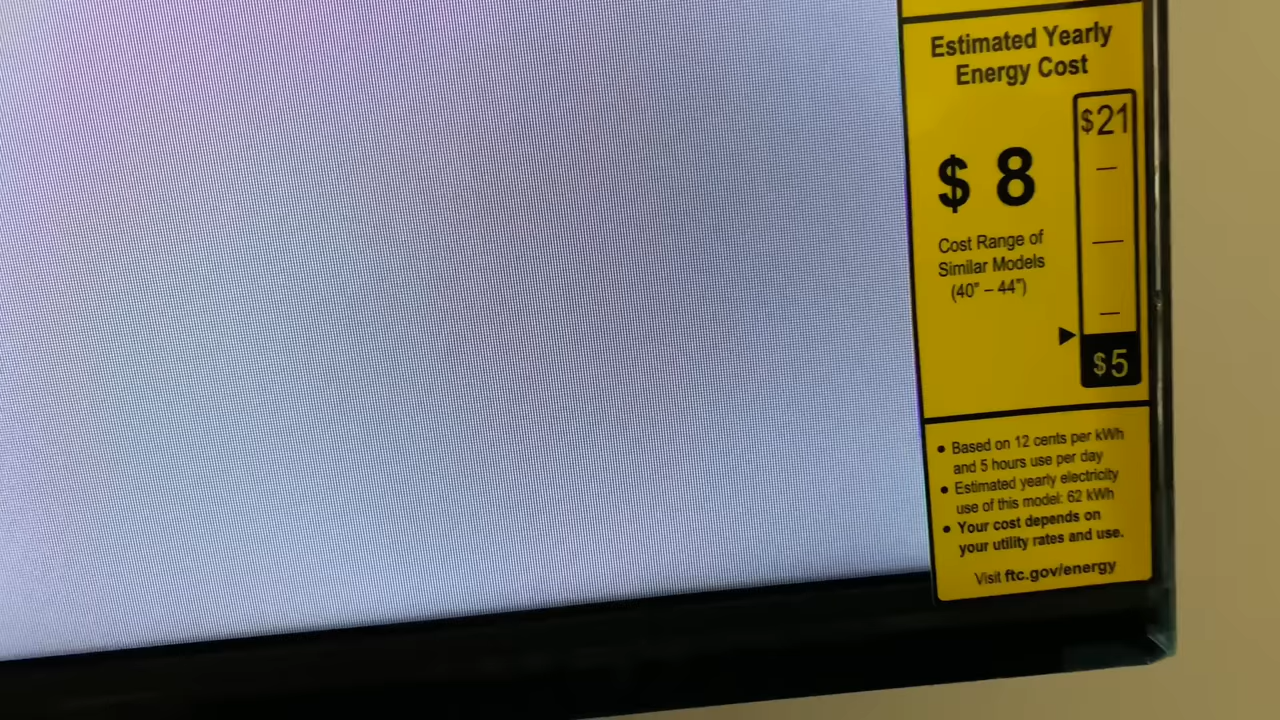 Estimated Yearly
Energy Cost
$21
$ 8
Cost Range of
Similar Models
(40" – 44")
$5
• Based on 12 cents per kWh
and 5 hours use per day
• Estimated yearly electricity
use of this model: 62 kWh
• Your cost depends on
your utility rates and use.
Visit ftc.gov/energy